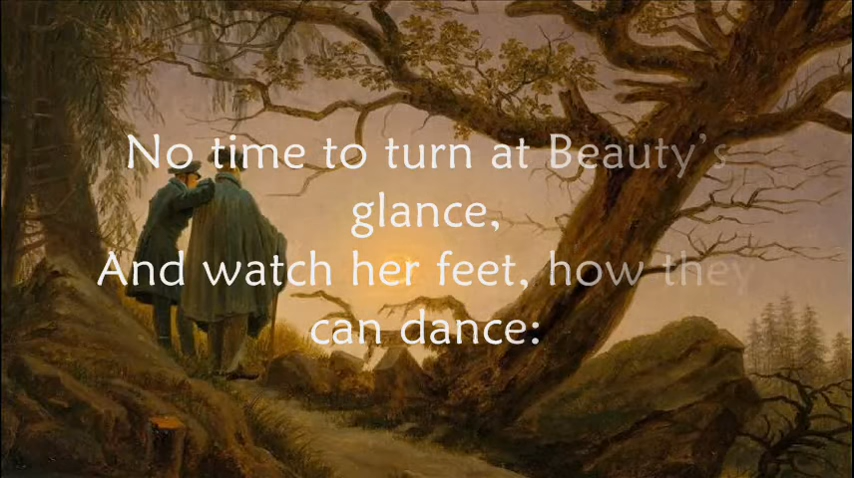 No time to turn at Beauty's
glance,
And watch her feet, how they
can dance: